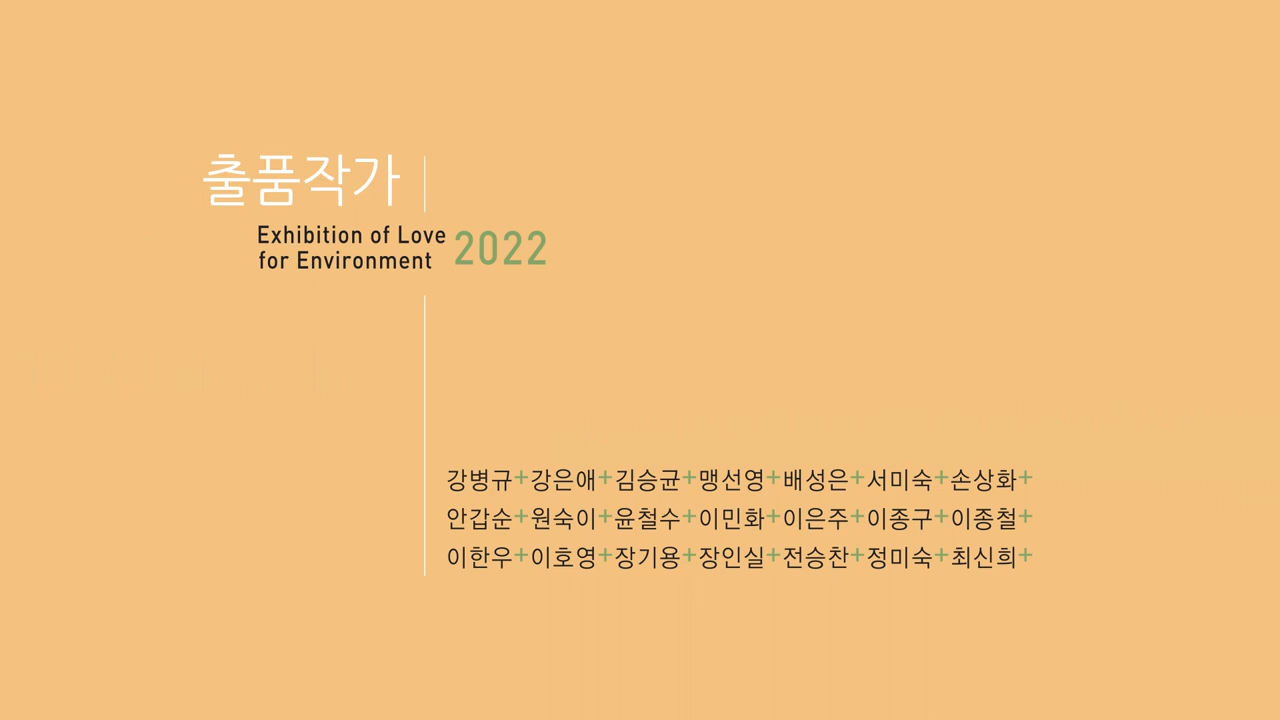 출품작가
Exhibition of Love
for Environment 2022
강병규+강은애+김승균+맹선영+배성은+서미숙+손상화+
안갑순+원숙이+윤철수+이민화+이은주+이종구+이종철+
이한우+이호영+장기용+장인실+전승찬+정미숙+최신희+